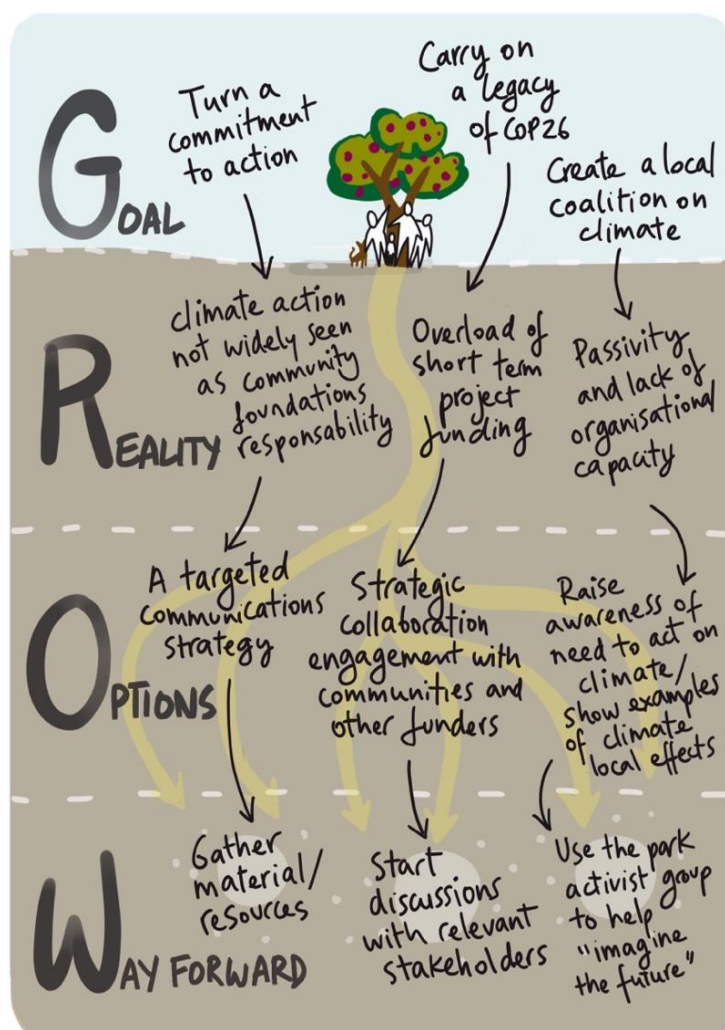 GOAL
Turn a
commitment
to action
Carry on
a legacy
of COP26
Create a local
coalition on
climate
REALITY
climate action
not widely seen
as community
foundations
responsability
Overload of
short term
project
funding
Passivity
and lack of
organisational
capacity
OPTIONS
A targeted
communications
strategy
Strategic
collaboration
engagement with
communities and
other funders
Raise
awareness of
need to act on
climate/
show examples
of climate
local effects
WAY FORWARD
Gather
material/
resources
Start
discussions
with relevant
stakeholders
Use the park
activist group
to help
"imagine
the future"